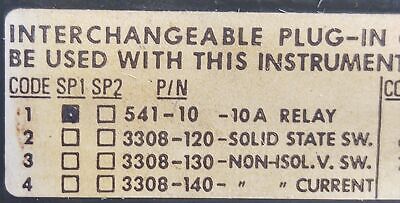 INTERCHANGEABLE PLUG-IN
BE USED WITH THIS INSTRUMENT
CODE SP1 SP2 P/N
1 541-10 -10A RELAY
2 3308-120-SOLID STATE SW.
3 3308-130-NON-ISOL.V. SW.
4 3308-140- " " CURRENT